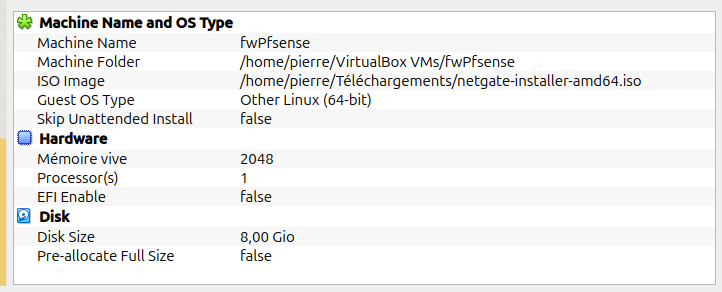 Machine Name and OS Type
Machine Name fwPfsense
Machine Folder /home/pierre/VirtualBox VMs/fwPfsense
ISO Image /home/pierre/Téléchargements/netgate-installer-amd64.iso
Guest OS Type Other Linux (64-bit)
Skip Unattended Install false
Hardware
Mémoire vive 2048
Processor(s) 1
EFI Enable false
Disk
Disk Size 8,00 Gio
Pre-allocate Full Size false